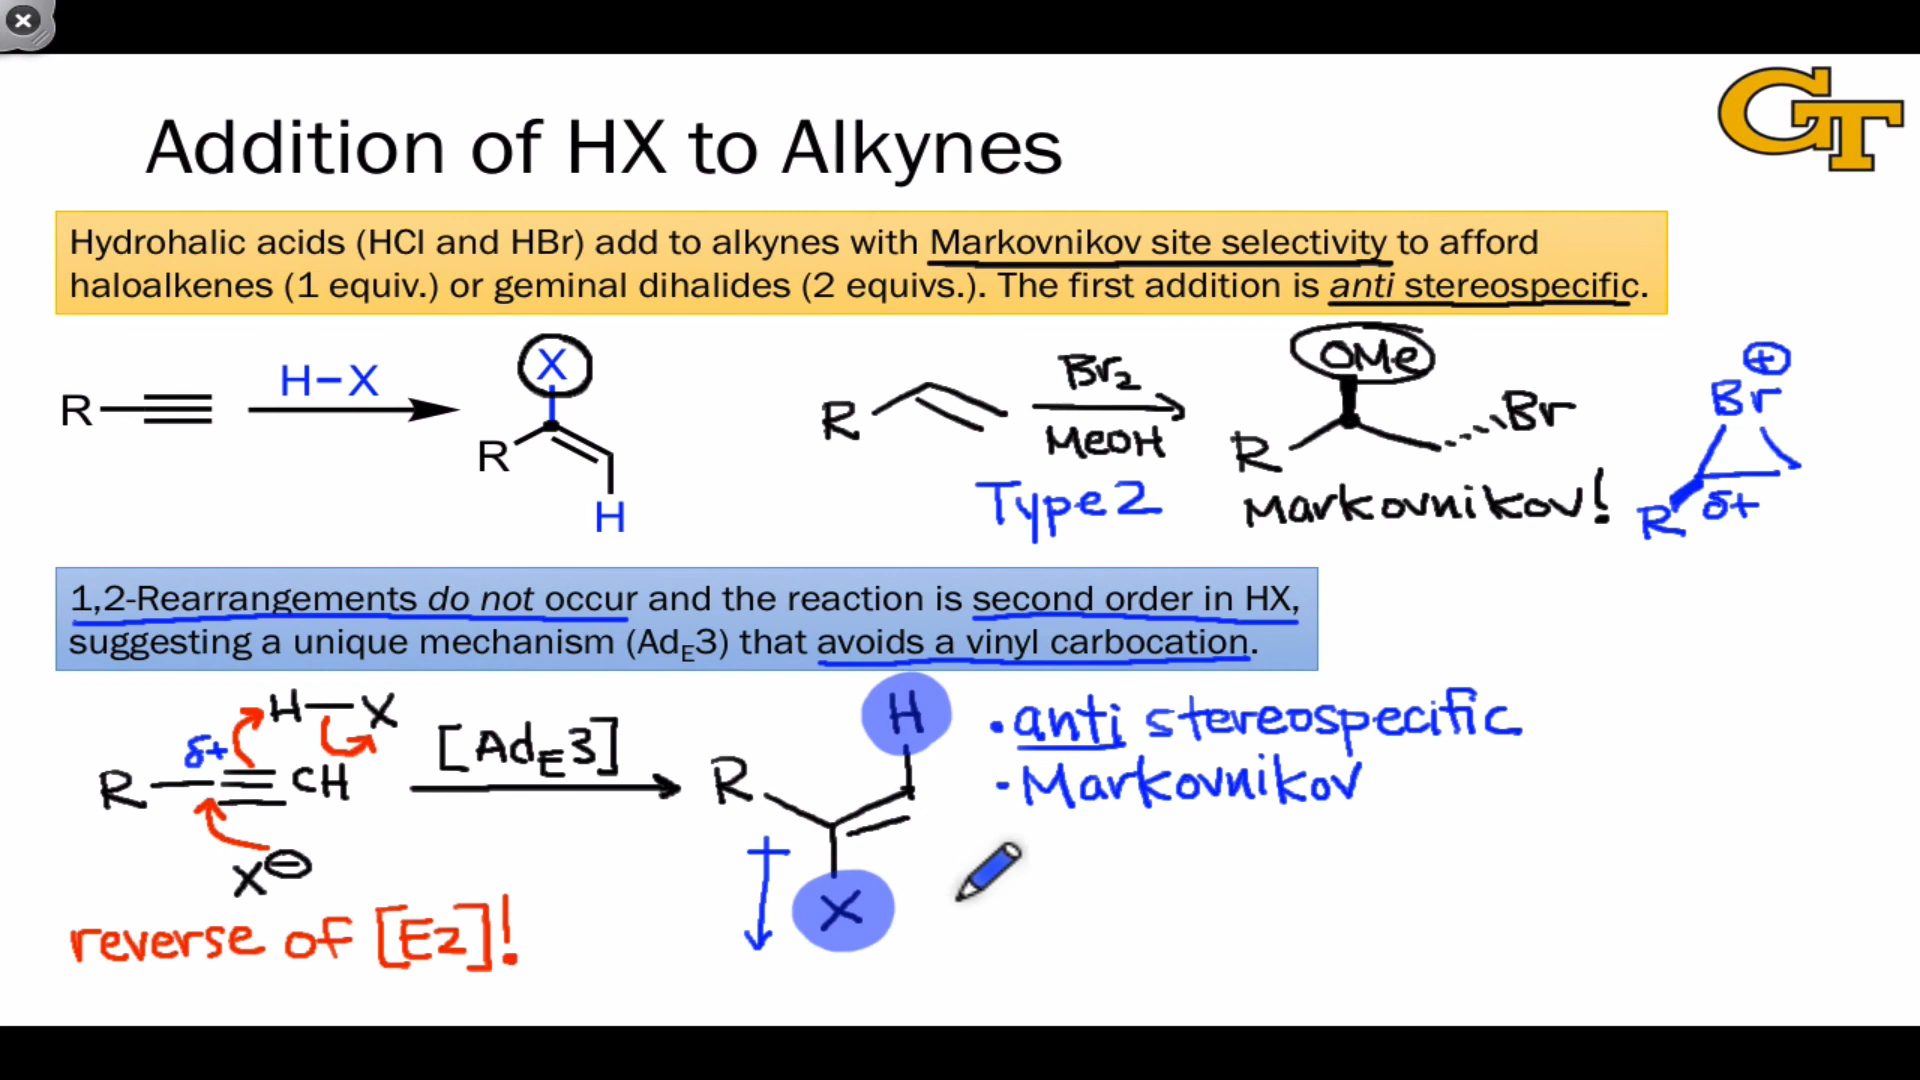 GT
Addition of HX to Alkynes
Hydrohalic acids (HCl and HBr) add to alkynes with Markovnikov site selectivity to afford
haloalkenes (1 equiv.) or geminal dihalides (2 equivs.). The first addition is anti stereospecific.
R
H–X
X
R
H
R
Br₂
MeOH
Type 2
OMe
R
Br
Markovnikov!
⊕
Br
R
δ+
1,2-Rearrangements do not occur and the reaction is second order in HX,
suggesting a unique mechanism (AdE3) that avoids a vinyl carbocation.
H—X
δ+
R—≡CH
X⊖
[AdE3]
H
R
X
• anti stereospecific
• Markovnikov
reverse of [E2]!